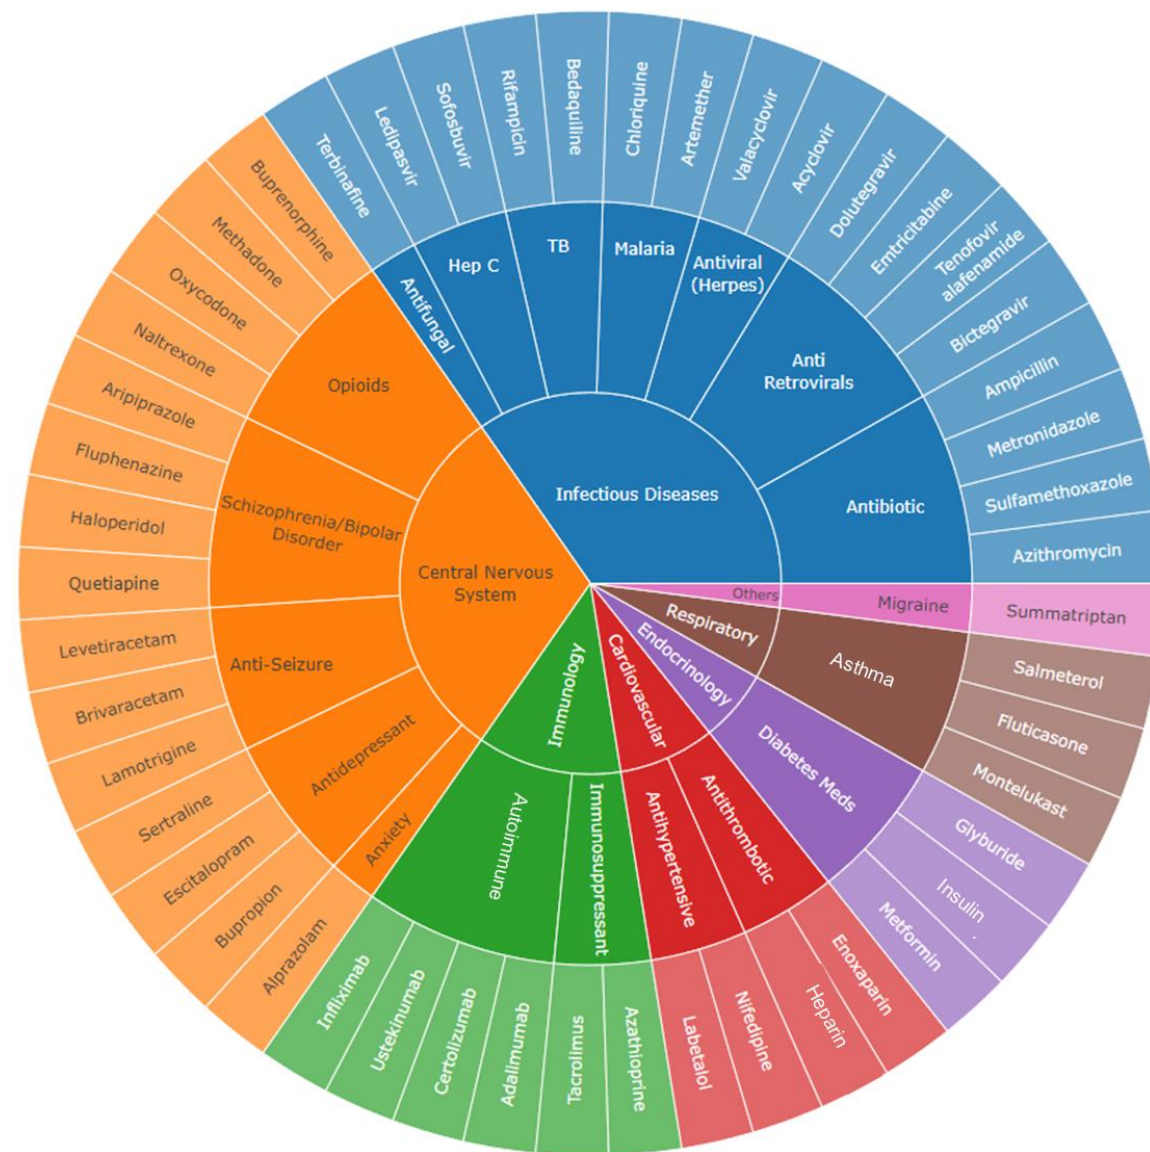 Infectious Diseases
Antifungal
Terbinafine
Hep C
Ledipasvir
Sofosbuvir
TB
Rifampicin
Bedaquiline
Malaria
Chloriquine
Artemether
Antiviral
(Herpes)
Valacyclovir
Acyclovir
Anti
Retrovirals
Dolutegravir
Emtricitabine
Tenofovir
alafenamide
Bictegravir
Antibiotic
Ampicillin
Metronidazole
Sulfamethoxazole
Azithromycin
Others
Migraine
Summatriptan
Respiratory
Asthma
Salmeterol
Fluticasone
Montelukast
Endocrinology
Diabetes Meds
Glyburide
Insulin
Metformin
Cardiovascular
Antithrombotic
Enoxaparin
Heparin
Antihypertensive
Nifedipine
Labetalol
Immunology
Immunosuppressant
Azathioprine
Tacrolimus
Autoimmune
Adalimumab
Certolizumab
Ustekinumab
Infliximab
Central Nervous
System
Anxiety
Alprazolam
Antidepressant
Bupropion
Escitalopram
Sertraline
Anti-Seizure
Lamotrigine
Brivaracetam
Levetiracetam
Schizophrenia/Bipolar
Disorder
Quetiapine
Haloperidol
Fluphenazine
Aripiprazole
Opioids
Naltrexone
Oxycodone
Methadone
Buprenorphine